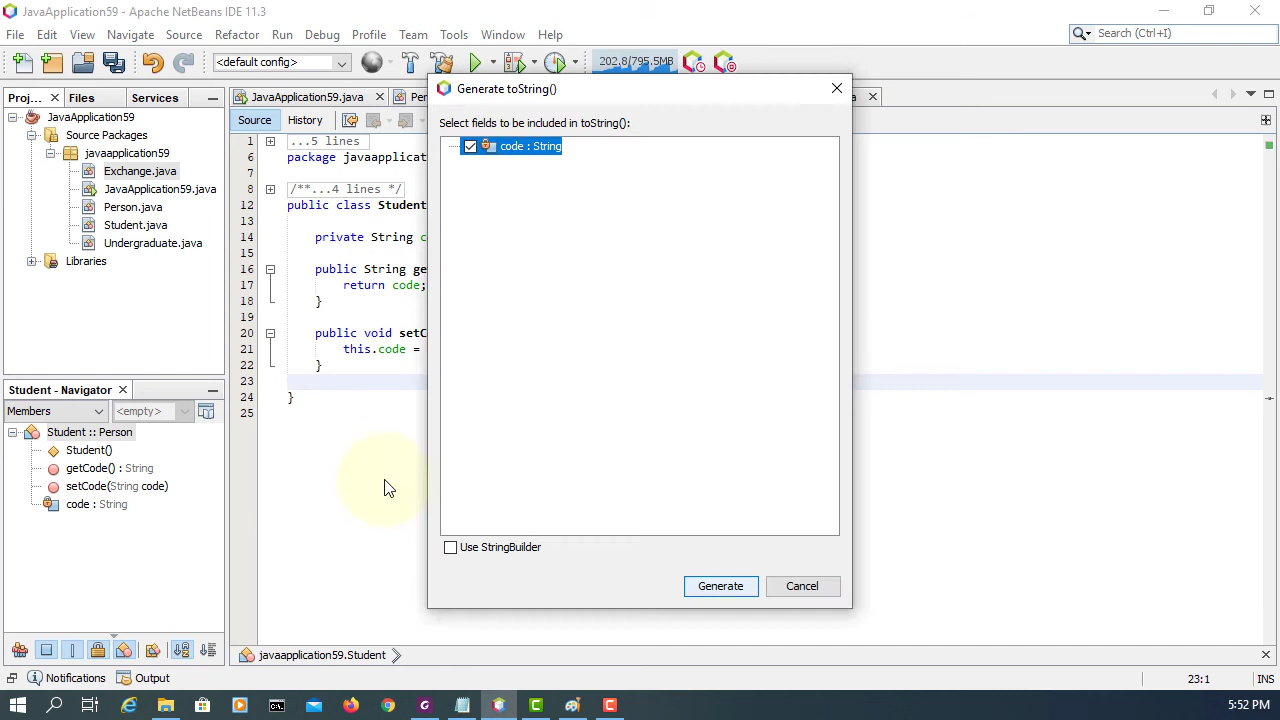 JavaApplication59 - Apache NetBeans IDE 11.3
File Edit View Navigate Source Refactor Run Debug Profile Team Tools Window Help
Search (Ctrl+I)
<default config>
202,8/795,5MB
Proj... Files Services
JavaApplication59.java
Per
JavaApplication59
Source Packages
javaapplication59
Exchange.java
JavaApplication59.java
Person.java
Student.java
Undergraduate.java
Libraries
Source History
1 ...5 lines
6 package javaapplicat
7
8 /**...4 lines */
12 public class Student
13
14 private String c
15
16 public String ge
17 return code;
18 }
19
20 public void setC
21 this.code =
22 }
23
24 }
25
Generate toString()
Select fields to be included in toString():
code : String
Use StringBuilder
Generate Cancel
Student - Navigator
Members <empty>
Student :: Person
Student()
getCode() : String
setCode(String code)
code : String
javaapplication59.Student
Notifications Output
23:1 INS
5:52 PM